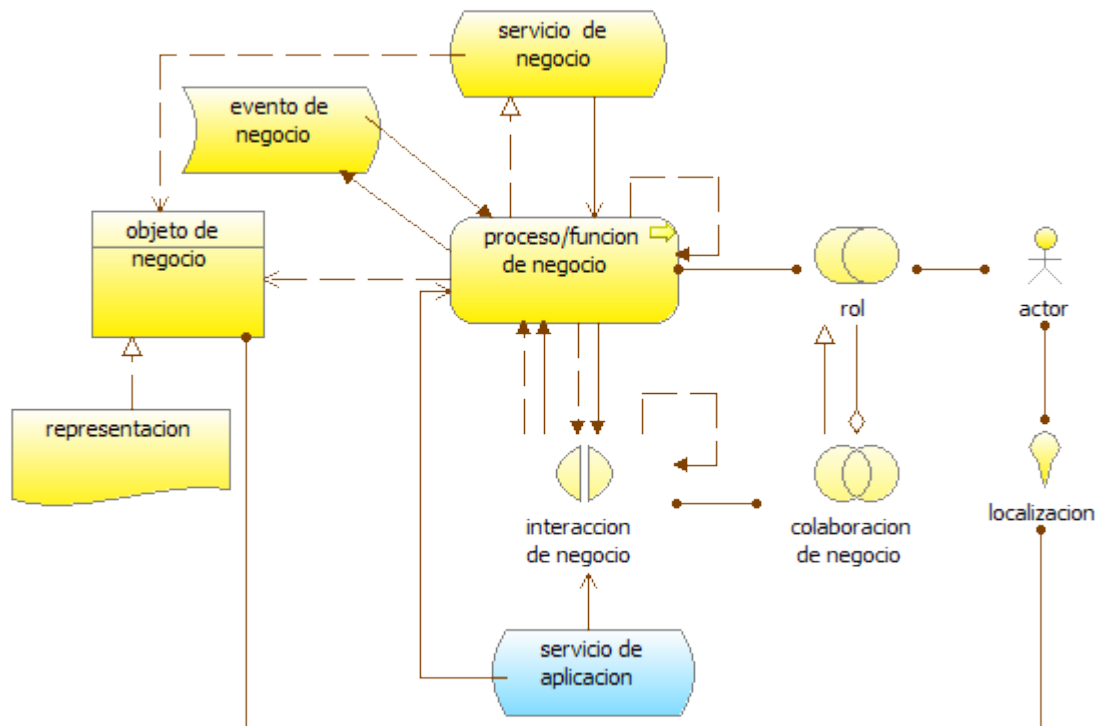 servicio de
negocio
evento de
negocio
objeto de
negocio
proceso/funcion
de negocio
rol
actor
representacion
interaccion
de negocio
colaboracion
de negocio
localizacion
servicio de
aplicacion